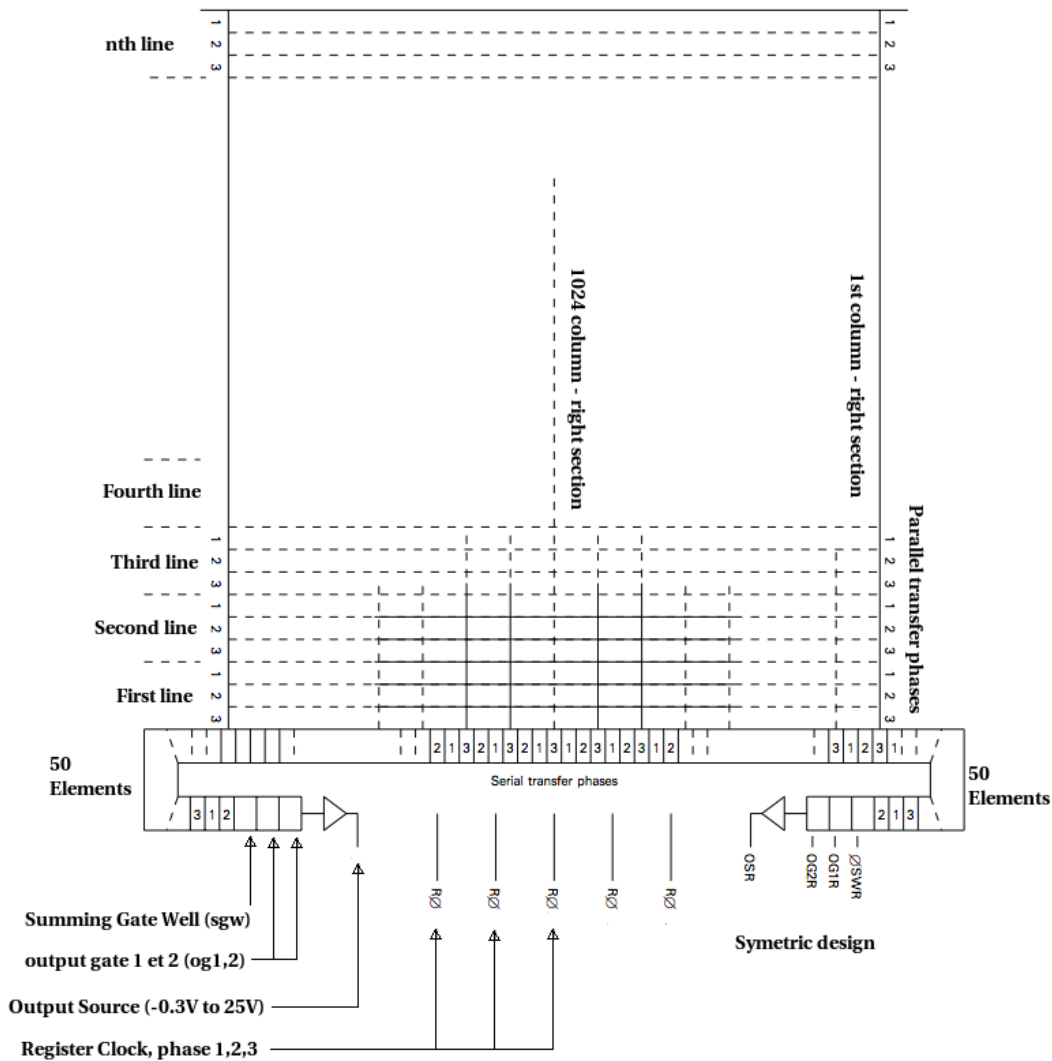 1
2
3
nth line
1
2
3
1024 column - right section
1st column - right section
Fourth line
Parallel transfer phases
1
2
3
Third line
1
2
3
1
2
3
Second line
1
2
3
1
2
3
First line
1
2
3
50
Elements
2 1 3 2 1 3 2 1 3 1 2 3 1 2 3 1 2
3 1 2 3 1
Serial transfer phases
50
Elements
3 1 2
2 1 3
OSR
OG2R
OG1R
ØSWR
RØ
RØ
RØ
RØ
RØ
Summing Gate Well (sgw)
Symetric design
output gate 1 et 2 (og1,2)
Output Source (-0.3V to 25V)
Register Clock, phase 1,2,3